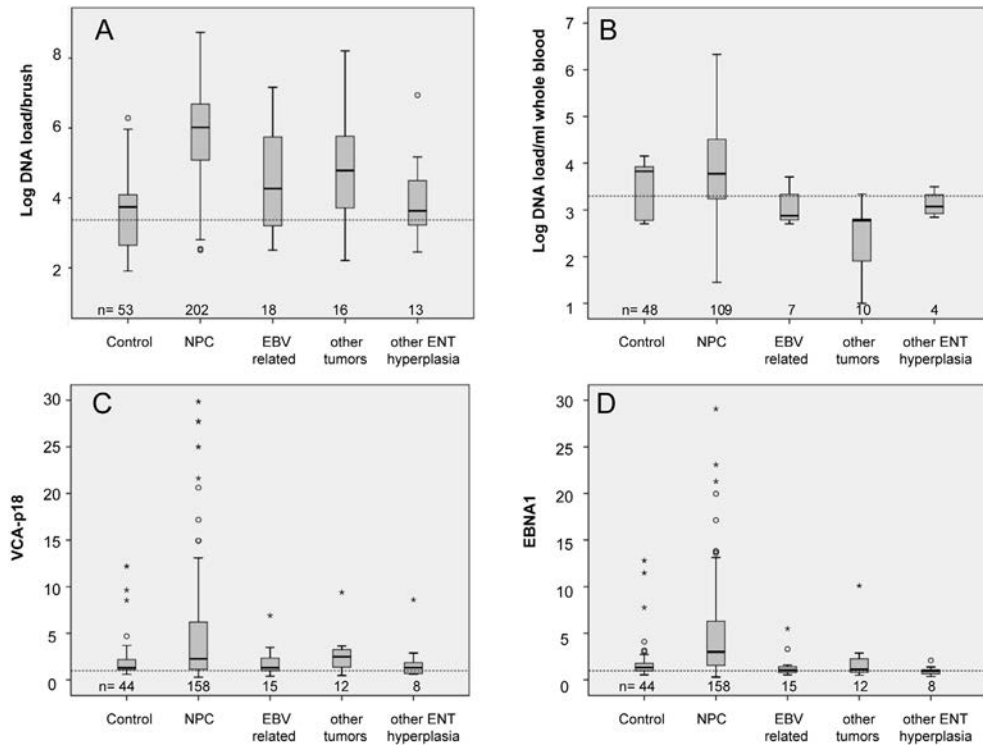 A
Log DNA load/brush
8
6
4
2
n= 53 202 18 16 13
Control NPC EBV other other ENT
related tumors hyperplasia
B
Log DNA load/ml whole blood
7
6
5
4
3
2
1
n= 48 109 7 10 4
Control NPC EBV other other ENT
related tumors hyperplasia
C
VCA-p18
30
25
20
15
10
5
0
n= 44 158 15 12 8
Control NPC EBV other other ENT
related tumors hyperplasia
D
EBNA1
30
25
20
15
10
5
0
n= 44 158 15 12 8
Control NPC EBV other other ENT
related tumors hyperplasia